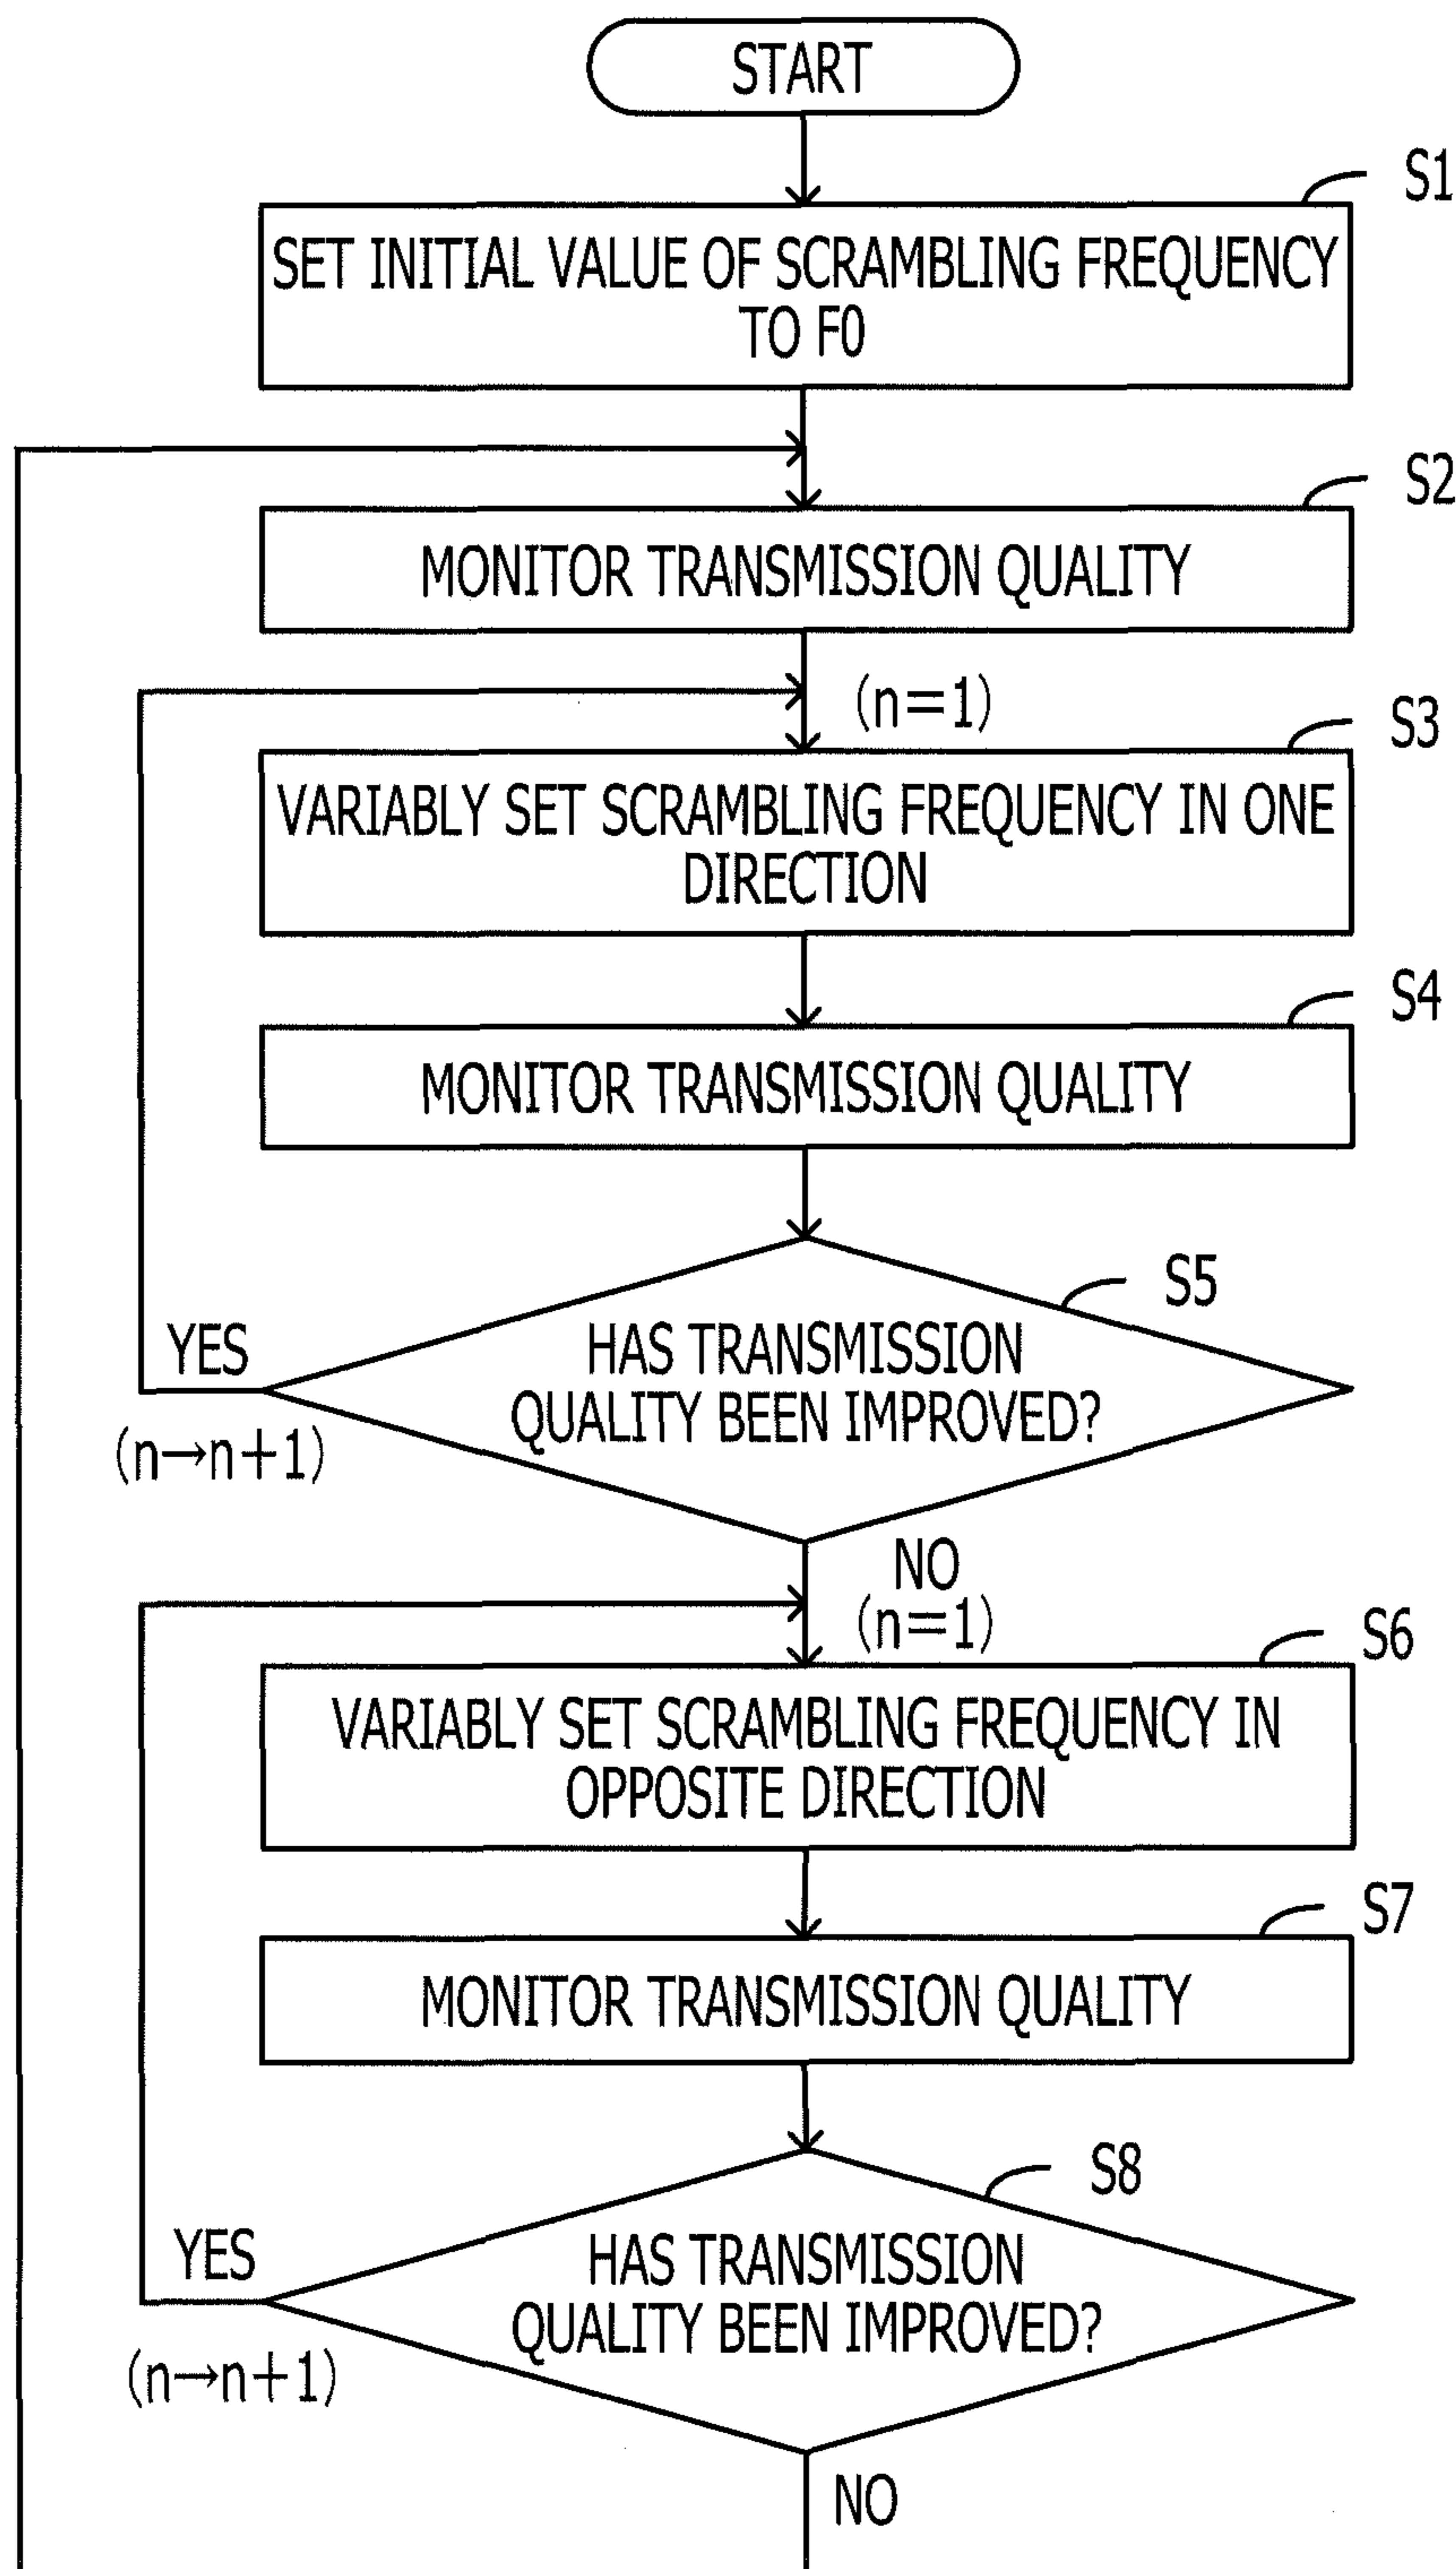 START
S1
SET INITIAL VALUE OF SCRAMBLING FREQUENCY
TO F0
S2
MONITOR TRANSMISSION QUALITY
(n=1)
S3
VARIABLY SET SCRAMBLING FREQUENCY IN ONE
DIRECTION
S4
MONITOR TRANSMISSION QUALITY
S5
HAS TRANSMISSION
QUALITY BEEN IMPROVED?
YES
(n→n+1)
NO
(n=1)
S6
VARIABLY SET SCRAMBLING FREQUENCY IN
OPPOSITE DIRECTION
S7
MONITOR TRANSMISSION QUALITY
S8
HAS TRANSMISSION
QUALITY BEEN IMPROVED?
YES
(n→n+1)
NO